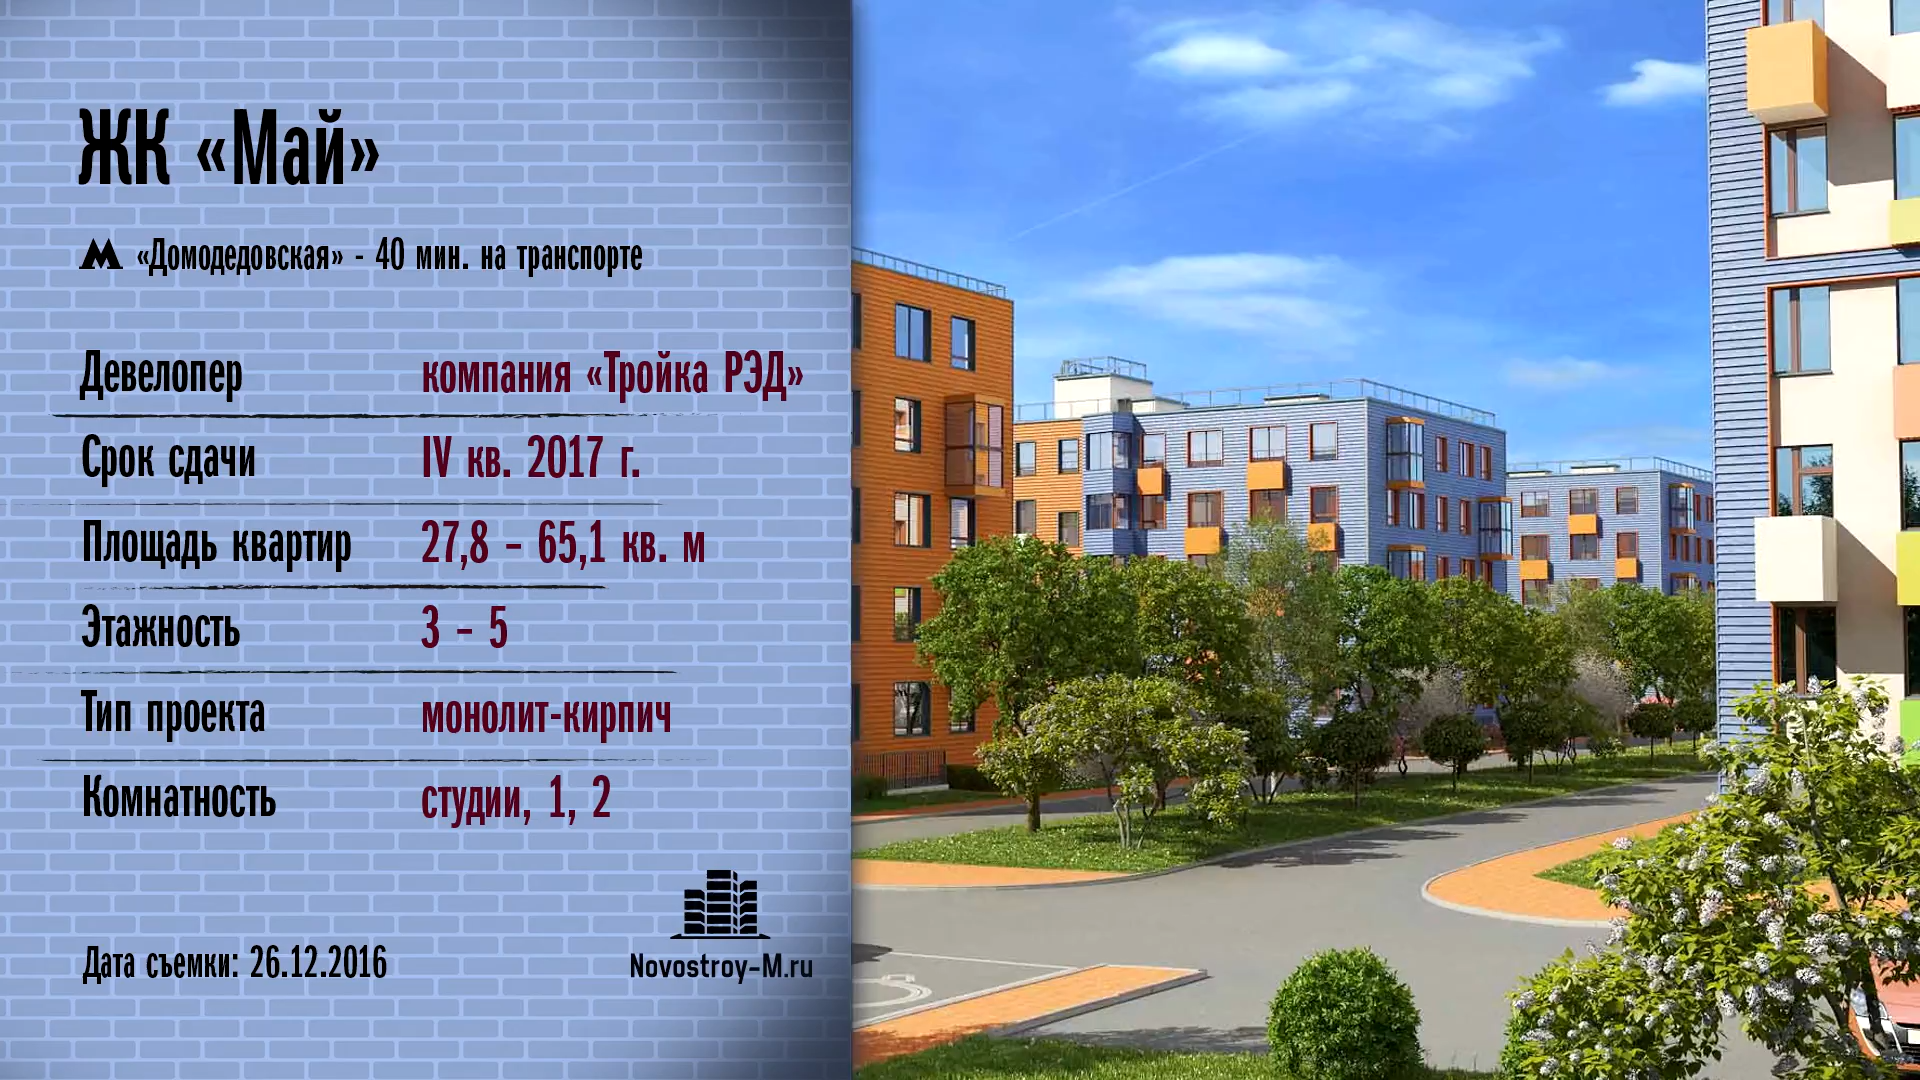 ЖК «Май»
«Домодедовская» - 40 мин. на транспорте
Девелопер компания «Тройка РЭД»
Срок сдачи IV кв. 2017 г.
Площадь квартир 27,8 – 65,1 кв. м
Этажность 3 – 5
Тип проекта монолит-кирпич
Комнатность студии, 1, 2
Дата съемки: 26.12.2016
Novostroy-M.ru